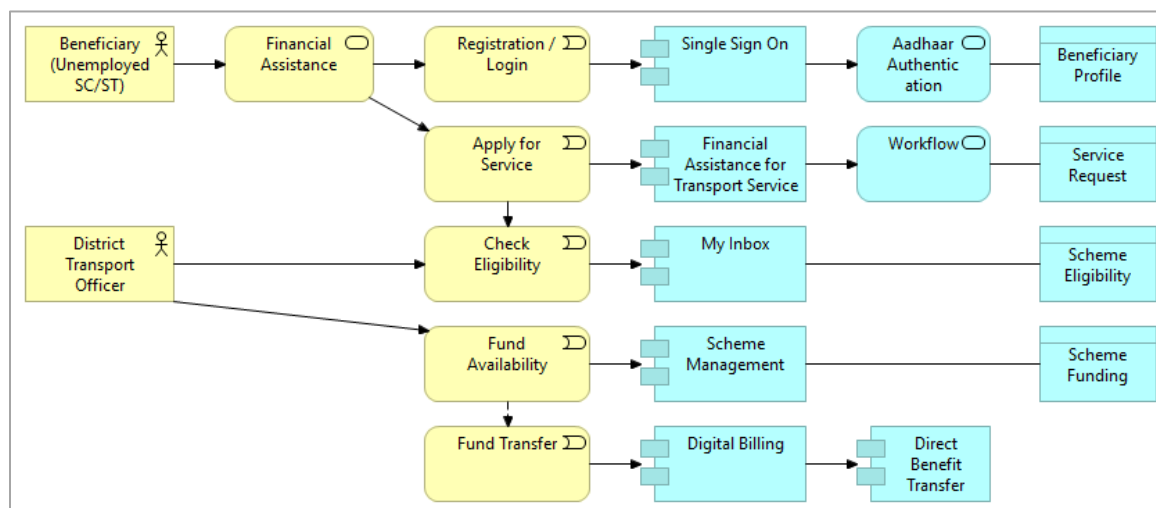 Beneficiary
(Unemployed
SC/ST)
Financial
Assistance
Registration /
Login
Single Sign On
Aadhaar
Authentic
ation
Beneficiary
Profile
Apply for
Service
Financial
Assistance for
Transport Service
Workflow
Service
Request
District
Transport
Officer
Check
Eligibility
My Inbox
Scheme
Eligibility
Fund
Availability
Scheme
Management
Scheme
Funding
Fund Transfer
Digital Billing
Direct
Benefit
Transfer